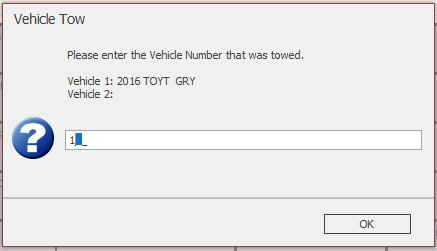 Vehicle Tow
Please enter the Vehicle Number that was towed.
Vehicle 1: 2016 TOYT GRY
Vehicle 2:
?
1, _
OK